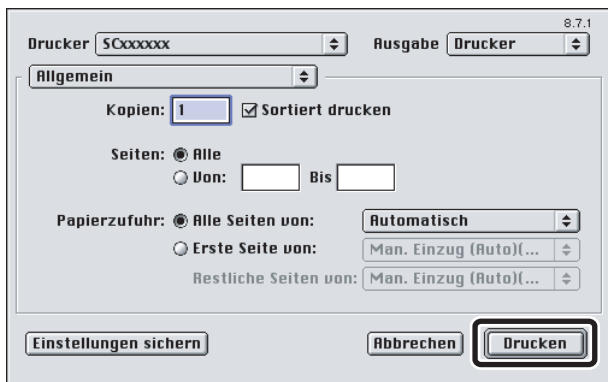 8.7.1
Drucker SCxxxxxx Ausgabe Drucker
Allgemein
Kopien: 1 Sortiert drucken
Seiten: Alle
Von: Bis
Papierzufuhr: Alle Seiten von: Automatisch
Erste Seite von: Man. Einzug (Auto)(...
Restliche Seiten von: Man. Einzug (Auto)(...
Einstellungen sichern Abbrechen Drucken